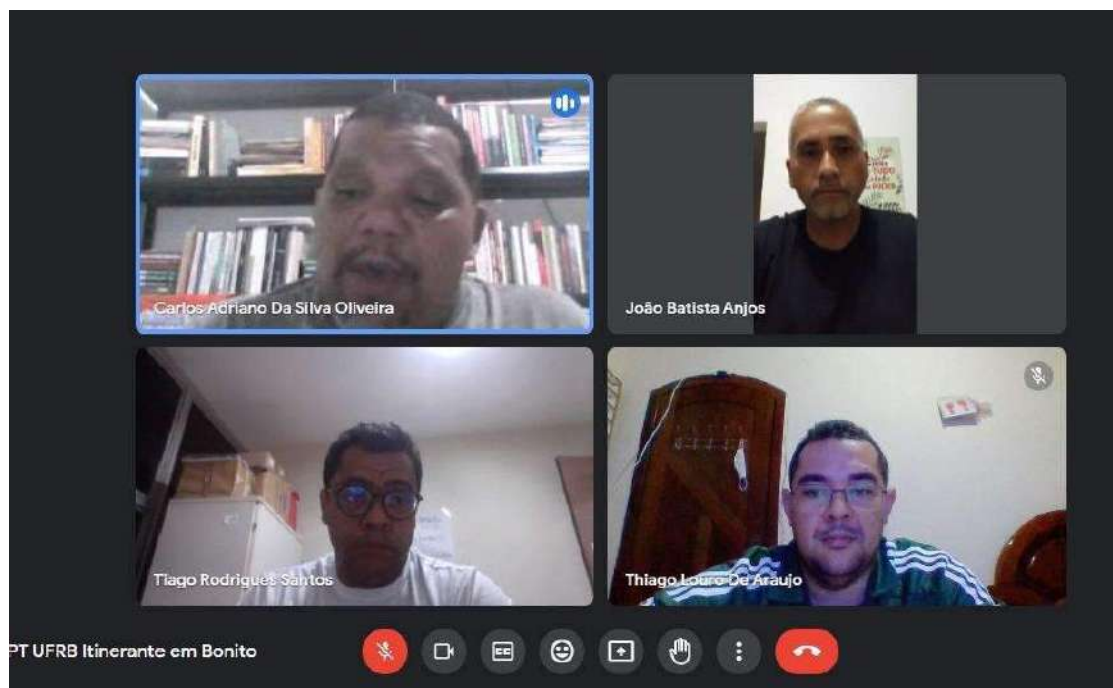 Carlos Adriano Da Silva Oliveira
João Batista Anjos
TUDO
Tiago Rodrigues Santos
Thiago Louro De Araujo
PT UFRB Itinerante em Bonito